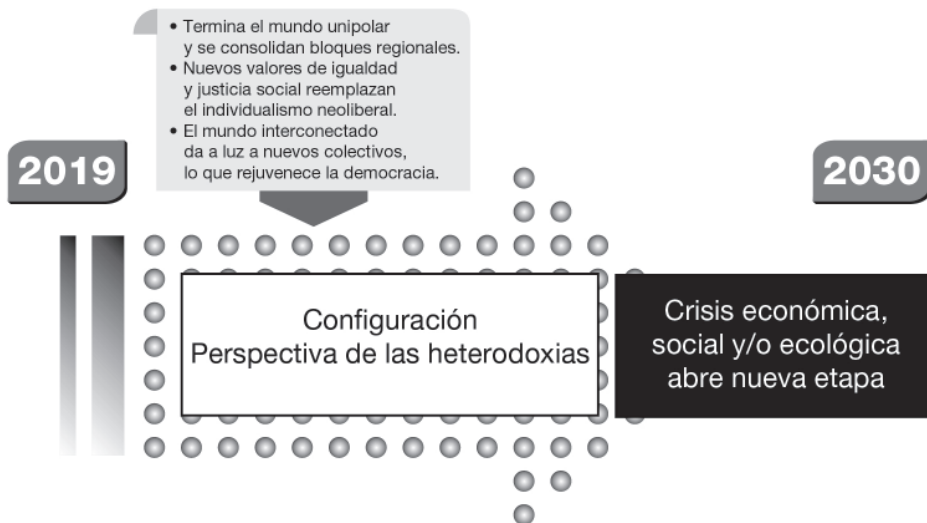 • Termina el mundo unipolar
y se consolidan bloques regionales.
• Nuevos valores de igualdad
y justicia social reemplazan
el individualismo neoliberal.
• El mundo interconectado
da a luz a nuevos colectivos,
lo que rejuvenece la democracia.
2019
2030
Configuración
Perspectiva de las heterodoxias
Crisis económica,
social y/o ecológica
abre nueva etapa